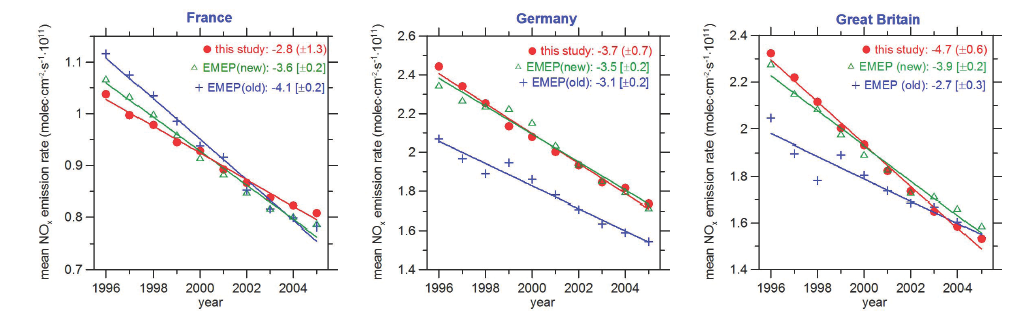 France
mean NOx emission rate (molec·cm-2·s-1·1011)
this study: -2.8 (±1.3)
EMEP(new): -3.6 [±0.2]
EMEP(old): -4.1 [±0.2]
1.1
1
0.9
0.8
0.7
1996 1998 2000 2002 2004
year
Germany
mean NOx emission rate (molec·cm-2·s-1·1011)
this study: -3.7 (±0.7)
EMEP(new): -3.5 [±0.2]
EMEP(old): -3.1 [±0.2]
2.6
2.4
2.2
2
1.8
1.6
1.4
1996 1998 2000 2002 2004
year
Great Britain
mean NOx emission rate (molec·cm-2·s-1·1011)
this study: -4.7 (±0.6)
EMEP (new): -3.9 [±0.2]
EMEP(old): -2.7 [±0.3]
2.4
2.2
2
1.8
1.6
1.4
1996 1998 2000 2002 2004
year